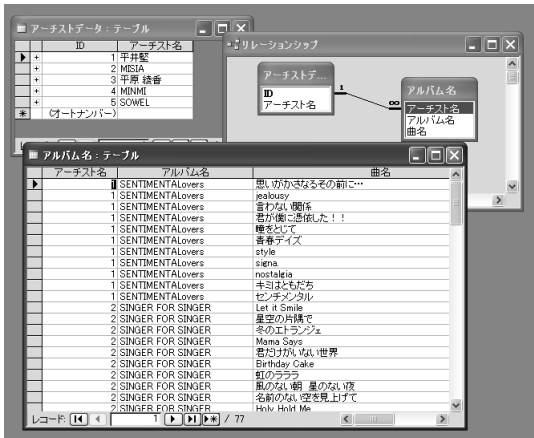 アーチストデータ：テーブル
ID アーチスト名
1 平井堅
2 MISIA
3 平原 綾香
4 MINMI
5 SOWEL
(オートナンバー)
リレーションシップ
アーチストデ...
ID
アーチスト名
1
∞
アルバム名
アーチスト名
アルバム名
曲名
アルバム名：テーブル
アーチスト名 アルバム名 曲名
1 SENTIMENTALovers 思いがかさなるその前に…
1 SENTIMENTALovers jealousy
1 SENTIMENTALovers 言わない関係
1 SENTIMENTALovers 君が僕に憑依した！！
1 SENTIMENTALovers 瞳をとじて
1 SENTIMENTALovers 青春デイズ
1 SENTIMENTALovers style
1 SENTIMENTALovers signa.
1 SENTIMENTALovers nostalgia
1 SENTIMENTALovers キミはともだち
1 SENTIMENTALovers センチメンタル
2 SINGER FOR SINGER Let it Smile
2 SINGER FOR SINGER 星空の片隅で
2 SINGER FOR SINGER 冬のエトランジェ
2 SINGER FOR SINGER Mama Says
2 SINGER FOR SINGER 君だけがいない世界
2 SINGER FOR SINGER Birthday Cake
2 SINGER FOR SINGER 虹のラララ
2 SINGER FOR SINGER 風のない朝 星のない夜
2 SINGER FOR SINGER 名前のない空を見上げて
2 SINGER FOR SINGER Holy Hold Me
レコード: 1 / 77